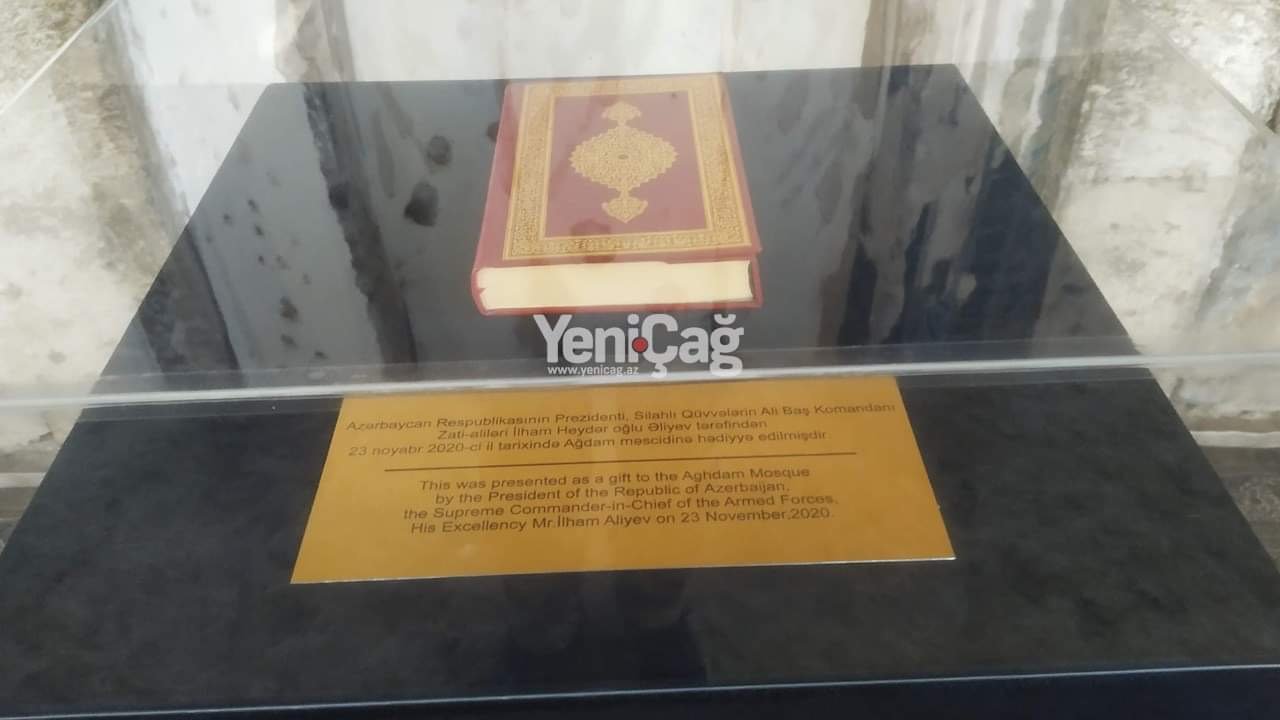 YeniÇağ
www.yenicag.az
Azərbaycan Respublikasının Prezidenti, Silahlı Qüvvələrin Ali Baş Komandanı
Zati-aliləri İlham Heydər oğlu Əliyev tərəfindən
23 noyabr 2020-ci il tarixində Ağdam məscidinə hədiyyə edilmişdir.
This was presented as a gift to the Aghdam Mosque
by the President of the Republic of Azerbaijan,
the Supreme Commander-in-Chief of the Armed Forces,
His Excellency Mr.İlham Aliyev on 23 November,2020.